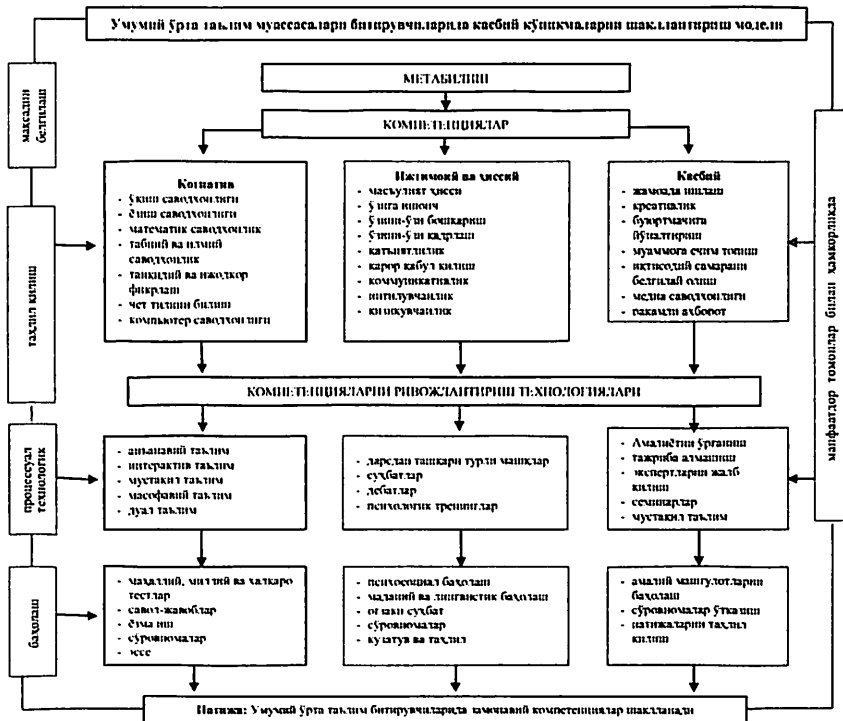 Умумий ўрта таълим муассасалари битирувчиларида касбий кўникмаларни шакллантириш модели
МЕТАБИЛИШ
КОМПЕТЕНЦИЯЛАР
мақсадни
белгилаш
таҳлил қилиш
процессуал
технологик
баҳолаш
Когнатив
- ўқиш саводхонлиги
- ёзиш саводхонлиги
- математик саводхонлик
- табиий ва илмий
саводхонлик
- танқидий ва ижодкор
фикрлаш
- чет тилини билиш
- компьютер саводхонлиги
Ижтимоий ва ҳиссий
- масъулият ҳисси
- ўзига ишонч
- ўзини-ўзи бошқариш
- ўзини-ўзи қадрлаш
- қатъиятлилик
- қарор қабул қилиш
- коммуникативлик
- интилувчанлик
- қизиқувчанлик
Касбий
- жамоада ишлаш
- креативлик
- буюртмачига
йўналтириш
- муаммога ечим топиш
- иқтисодий самарани
белгилай олиш
- медиа саводхонлиги
- рақамли ахборот
манфаатдор томонлар билан ҳамкорликда
КОМПЕТЕНЦИЯЛАРНИ РИВОЖЛАНТИРИШ ТЕХНОЛОГИЯЛАРИ
- анъанавий таълим
- интерактив таълим
- мустақил таълим
- масофавий таълим
- дуал таълим
- дарсдан ташқари турли машқлар
- суҳбатлар
- дебатлар
- психологик тренинглар
- Амалиётни ўрганиш
- тажриба алмашиш
- экспертларни жалб
қилиш
- семинарлар
- мустақил таълим
- маҳаллий, миллий ва халқаро
тестлар
- савол-жавоблар
- ёзма иш
- сўровномалар
- эссе
- психосоциал баҳолаш
- маданий ва лингвистик баҳолаш
- оғзаки суҳбат
- сўровномалар
- кузатув ва таҳлил
- амалий машғулотларни
баҳолаш
- сўровномалар ўтказиш
- натижаларни таҳлил
қилиш
Натижа: Умумий ўрта таълим битирувчиларида замонавий компетенциялар шаклланади